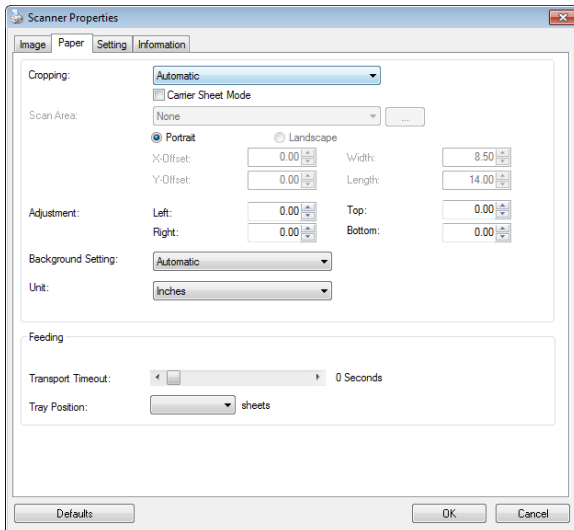 Scanner Properties
Image Paper Setting Information
Cropping: Automatic
Carrier Sheet Mode
Scan Area: None ...
Portrait Landscape
X-Offset: 0.00 Width: 8.50
Y-Offset: 0.00 Length: 14.00
Adjustment: Left: 0.00 Top: 0.00
Right: 0.00 Bottom: 0.00
Background Setting: Automatic
Unit: Inches
Feeding
Transport Timeout: 0 Seconds
Tray Position: sheets
Defaults OK Cancel